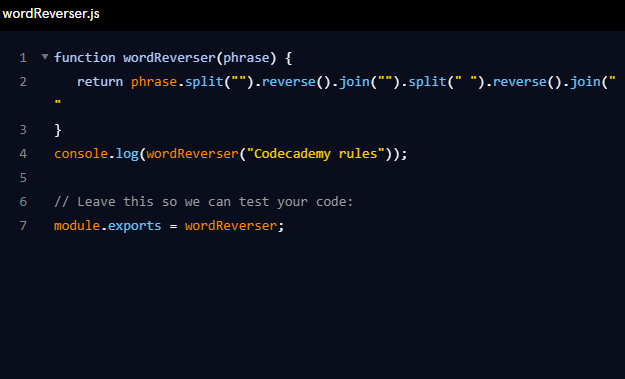 wordReverser.js
1 ▼ function wordReverser(phrase) {
2 return phrase.split("").reverse().join("").split(" ").reverse().join("
"
3 }
4 console.log(wordReverser("Codecademy rules"));
5
6 // Leave this so we can test your code:
7 module.exports = wordReverser;